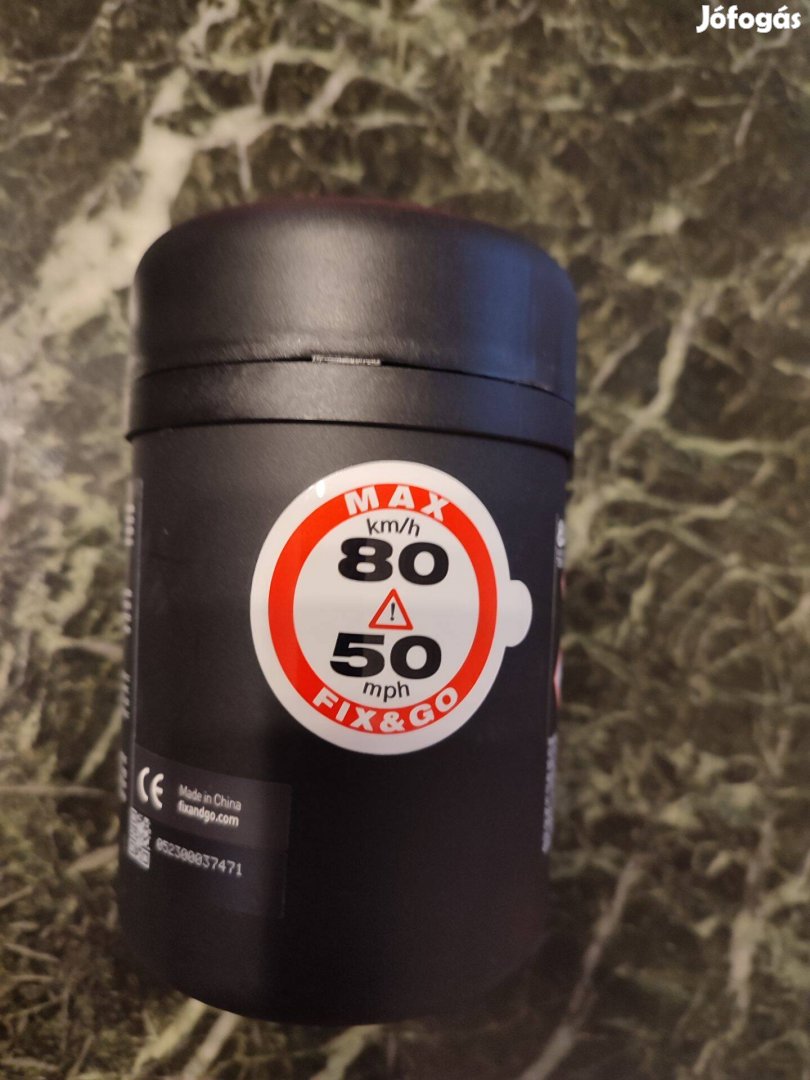 Jófogás
MAX
km/h
80
!
50
mph
FIX&GO
CE
Made in China
fixandgo.com
052300037471